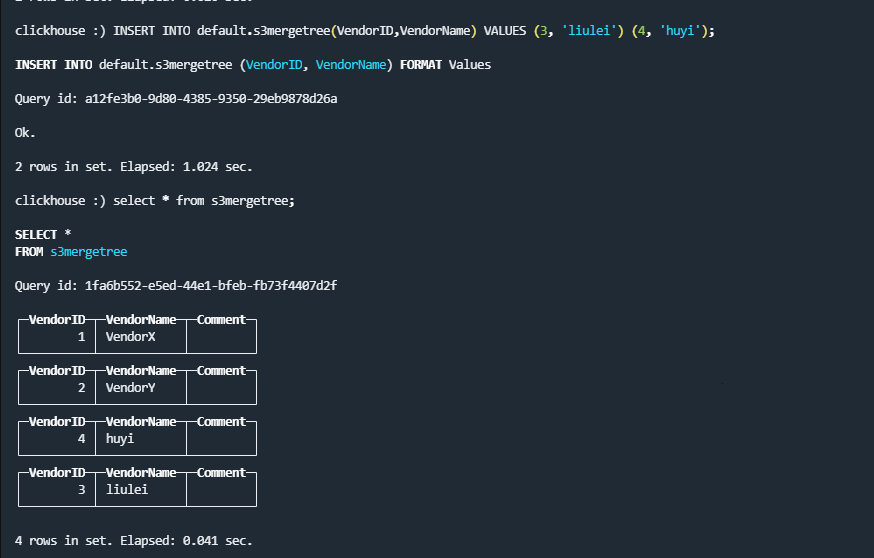 clickhouse :) INSERT INTO default.s3mergetree(VendorID,VendorName) VALUES (3, 'liulei') (4, 'huyi');
INSERT INTO default.s3mergetree (VendorID, VendorName) FORMAT Values
Query id: a12fe3b0-9d80-4385-9350-29eb9878d26a
Ok.
2 rows in set. Elapsed: 1.024 sec.
clickhouse :) select * from s3mergetree;
SELECT *
FROM s3mergetree
Query id: 1fa6b552-e5ed-44e1-bfeb-fb73f4407d2f
VendorID VendorName Comment
1 VendorX
VendorID VendorName Comment
2 VendorY
VendorID VendorName Comment
4 huyi
VendorID VendorName Comment
3 liulei
4 rows in set. Elapsed: 0.041 sec.